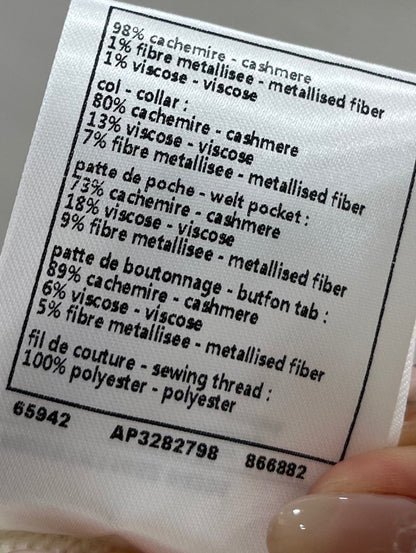 98% cachemire - cashmere
1% fibre metallisee - metallised fiber
1% viscose - viscose
col - collar :
80% cachemire - cashmere
13% viscose - viscose
7% fibre metallisee - metallised fiber
patte de poche - welt pocket :
73% cachemire - cashmere
18% viscose - viscose
9% fibre metallisee - metallised fiber
patte de boutonnage - butfon tab :
89% cachemire - cashmere
6% viscose - viscose
5% fibre metallisee - metallised fiber
fil de couture - sewing thread :
100% polyester - polyester
65942 AP3282798 866882